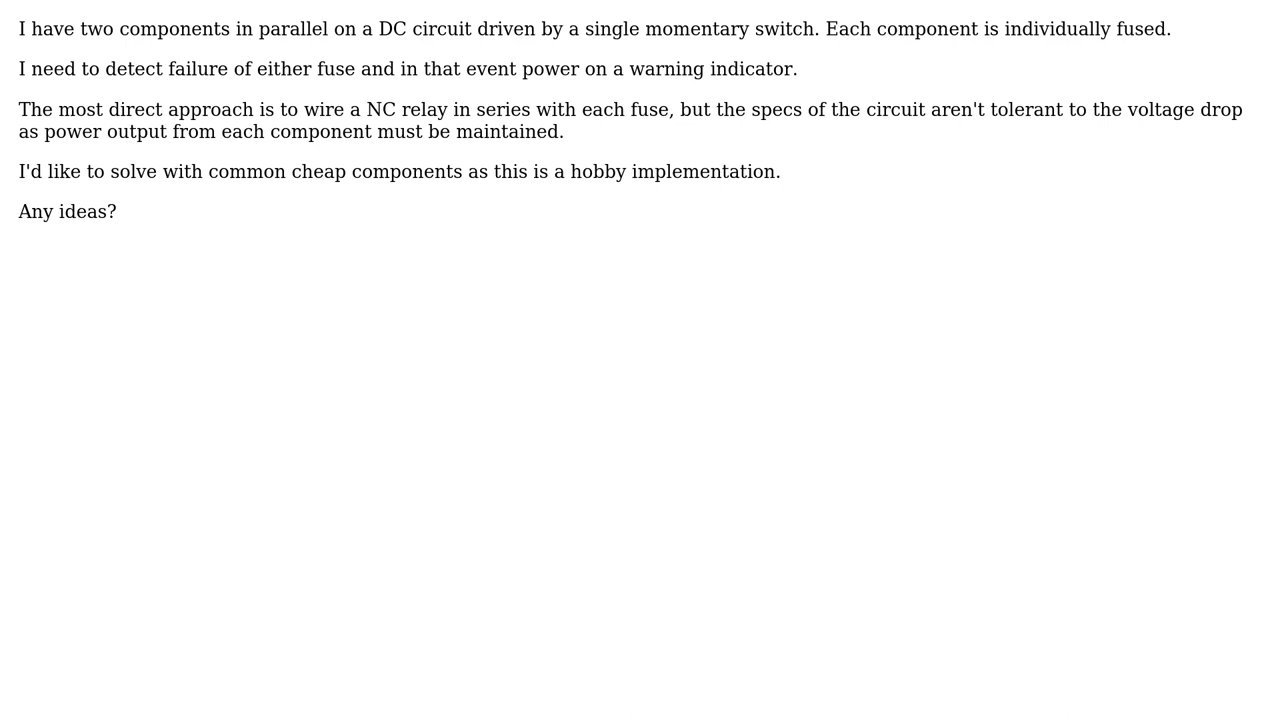 I have two components in parallel on a DC circuit driven by a single momentary switch. Each component is individually fused.
I need to detect failure of either fuse and in that event power on a warning indicator.
The most direct approach is to wire a NC relay in series with each fuse, but the specs of the circuit aren't tolerant to the voltage drop
as power output from each component must be maintained.
I'd like to solve with common cheap components as this is a hobby implementation.
Any ideas?